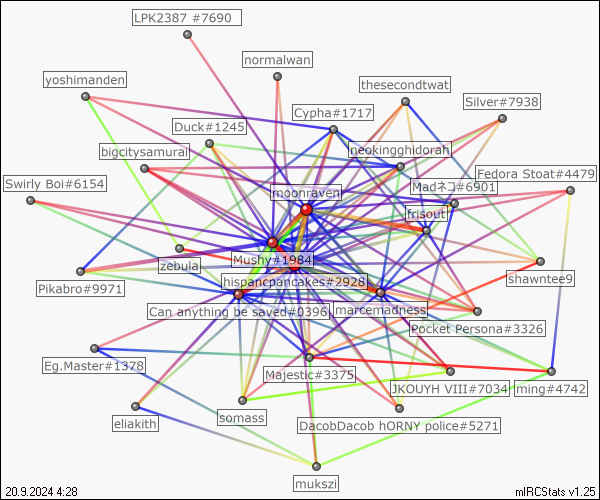 LPK2387 #7690
normalwan
yoshimanden
thesecondtwat
Silver#7938
Cypha#1717
Duck#1245
neokingghidorah
bigcitysamurai
Fedora Stoat#4479
Swirly Boi#6154
moonraven
Madネコ#6901
frisout
Mushy#1984
zebula
shawntee9
hispancpancakes#2928
Pikabro#9971
Can anything be saved#0396
marcemadness
Pocket Persona#3326
Eg.Master#1378
Majestic#3375
JKOUYH VIII#7034
ming#4742
eliakith
somass
DacobDacob hORNY police#5271
mukszi
20.9.2024 4:28
mIRCStats v1.25